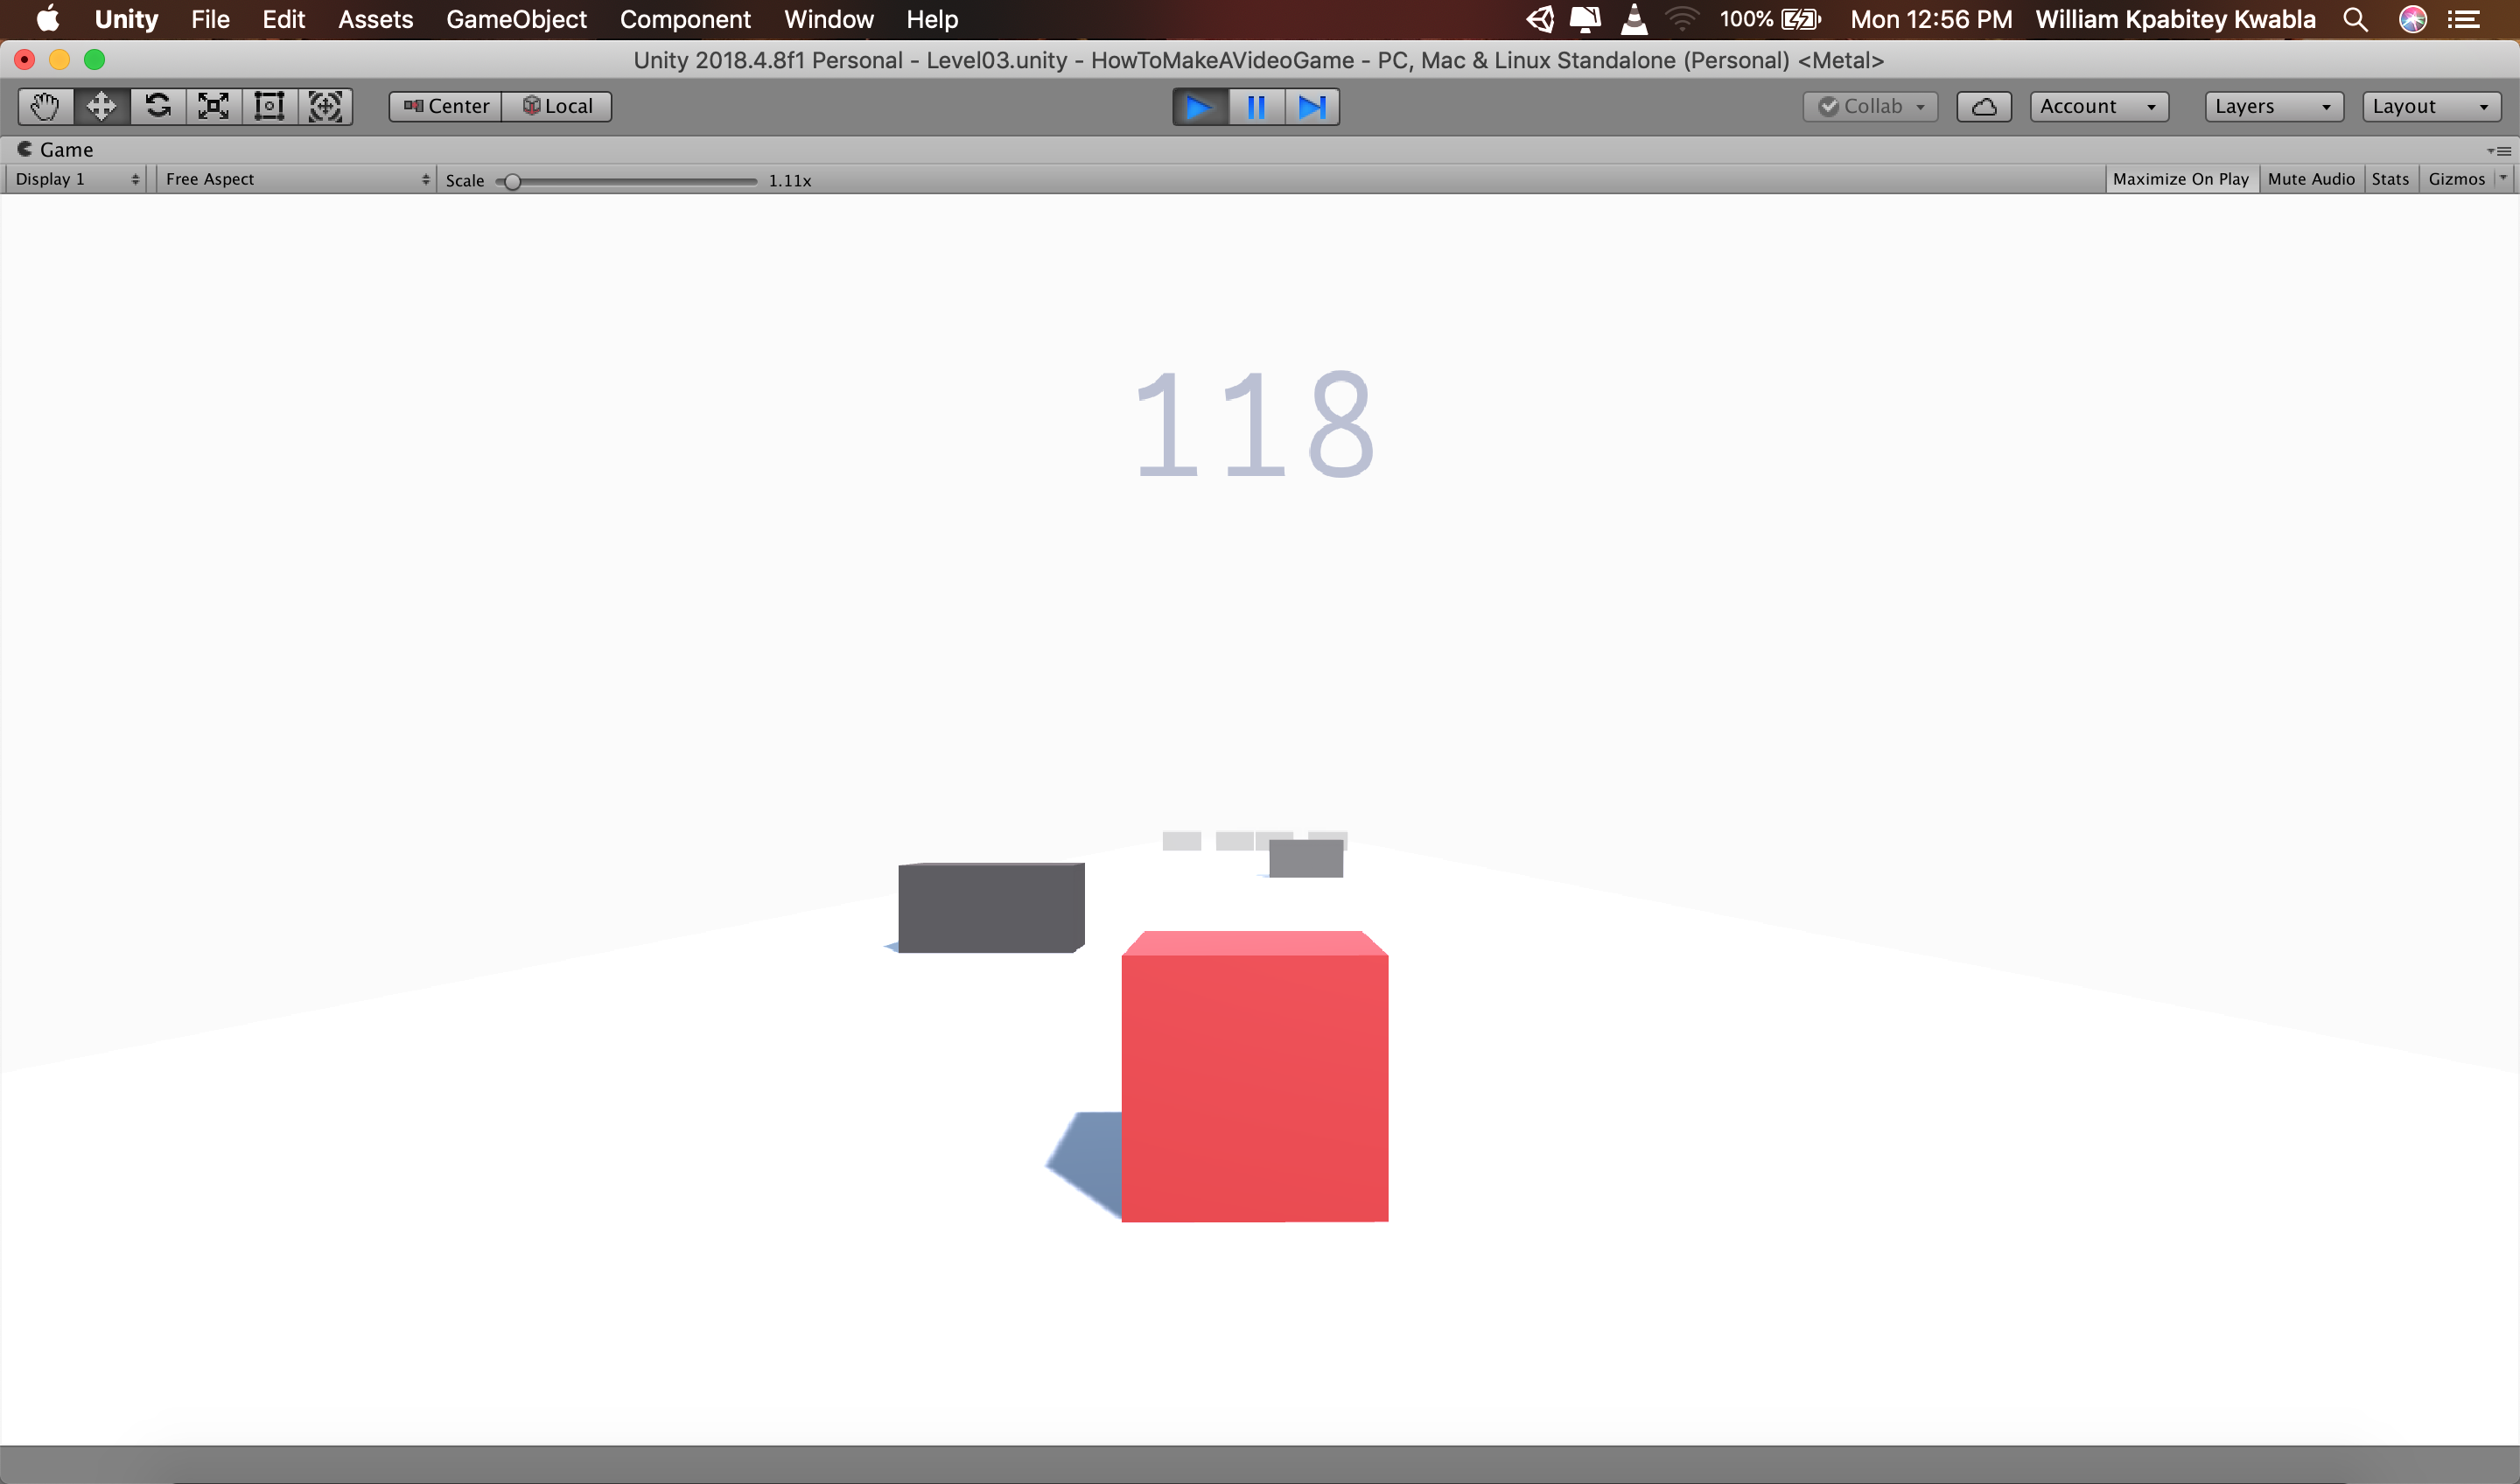 Unity File Edit Assets GameObject Component Window Help 100% Mon 12:56 PM William Kpabitey Kwabla
Unity 2018.4.8f1 Personal - Level03.unity - HowToMakeAVideoGame - PC, Mac & Linux Standalone (Personal) <Metal>
Center Local Collab Account Layers Layout
Game
Display 1 Free Aspect Scale 1.11x Maximize On Play Mute Audio Stats Gizmos
118